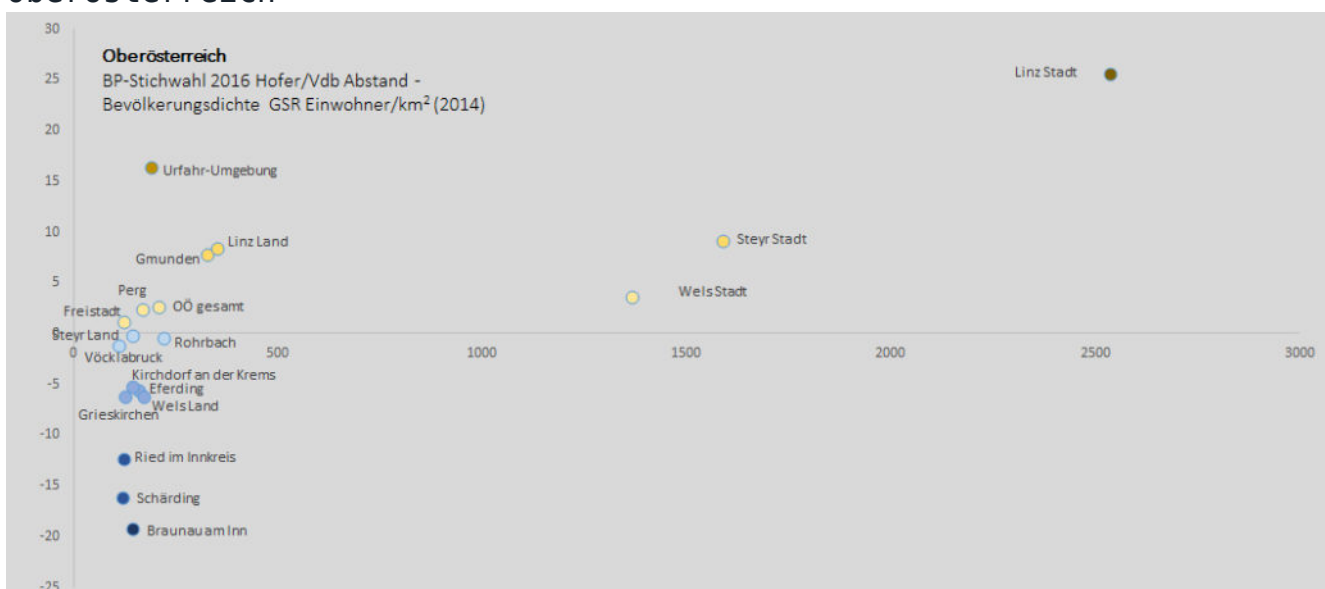 30
Oberösterreich
BP-Stichwahl 2016 Hofer/Vdb Abstand -
Bevölkerungsdichte GSR Einwohner/km² (2014)
25
Linz Stadt
20
Urfahr-Umgebung
15
10
Linz Land
Steyr Stadt
Gmunden
5
Perg
Wels Stadt
OÖ gesamt
Freistadt
0
Steyr Land
Rohrbach
Vöcklabruck
0 500 1000 1500 2000 2500 3000
Kirchdorf an der Krems
-5
Eferding
Wels Land
Grieskirchen
-10
Ried im Innkreis
-15
Schärding
-20
Braunau am Inn
-25